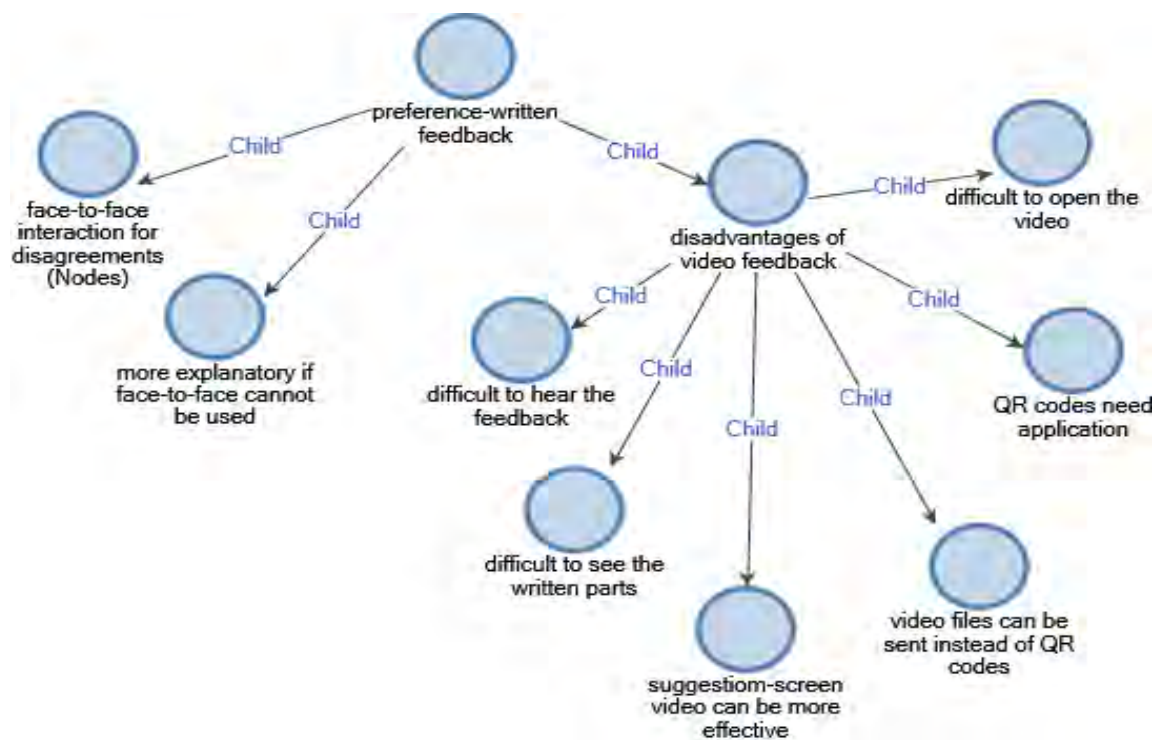 preference-written
feedback
Child
Child
Child
face-to-face
interaction for
disagreements
(Nodes)
more explanatory if
face-to-face cannot
be used
disadvantages of
video feedback
Child
difficult to open the
video
Child
Child
Child
Child
Child
difficult to hear the
feedback
QR codes need
application
difficult to see the
written parts
suggestiom-screen
video can be more
effective
video files can be
sent instead of QR
codes